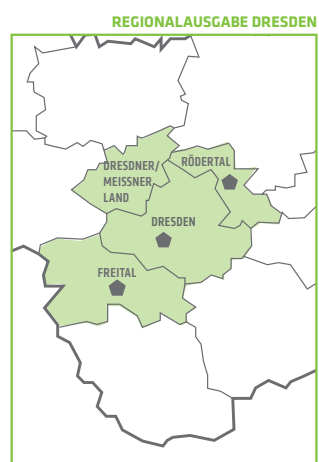 REGIONALAUSGABE DRESDEN
DRESDNER/
MEISSNER
LAND
RÖDERTAL
DRESDEN
FREITAL